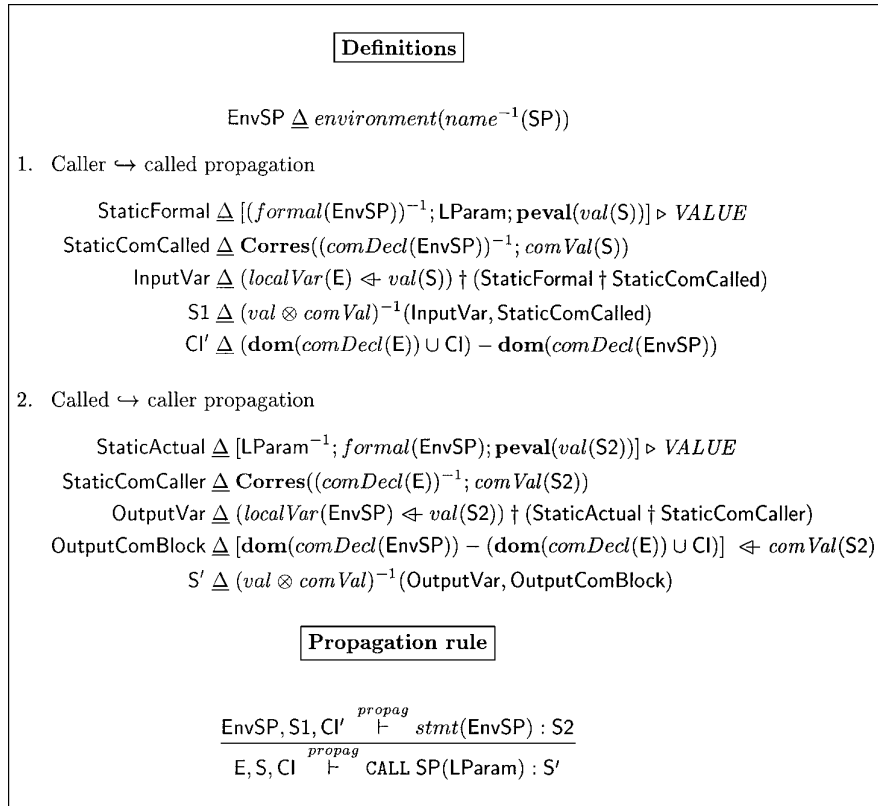 Definitions
EnvSP ≜ environment(name⁻¹(SP))
1. Caller ↪ called propagation
StaticFormal ≜ [(formal(EnvSP))⁻¹; LParam; peval(val(S))] ▹ VALUE
StaticComCalled ≜ Corres((comDecl(EnvSP))⁻¹; comVal(S))
InputVar ≜ (localVar(E) ⩤ val(S)) † (StaticFormal † StaticComCalled)
S1 ≜ (val ⊗ comVal)⁻¹(InputVar, StaticComCalled)
Cl′ ≜ (dom(comDecl(E)) ∪ Cl) − dom(comDecl(EnvSP))
2. Called ↪ caller propagation
StaticActual ≜ [LParam⁻¹; formal(EnvSP); peval(val(S2))] ▹ VALUE
StaticComCaller ≜ Corres((comDecl(E))⁻¹; comVal(S2))
OutputVar ≜ (localVar(EnvSP) ⩤ val(S2)) † (StaticActual † StaticComCaller)
OutputComBlock ≜ [dom(comDecl(EnvSP)) − (dom(comDecl(E)) ∪ Cl)] ⩤ comVal(S2)
S′ ≜ (val ⊗ comVal)⁻¹(OutputVar, OutputComBlock)
Propagation rule
propag
EnvSP, S1, Cl′ ⊢ stmt(EnvSP) : S2
propag
E, S, Cl ⊢ CALL SP(LParam) : S′